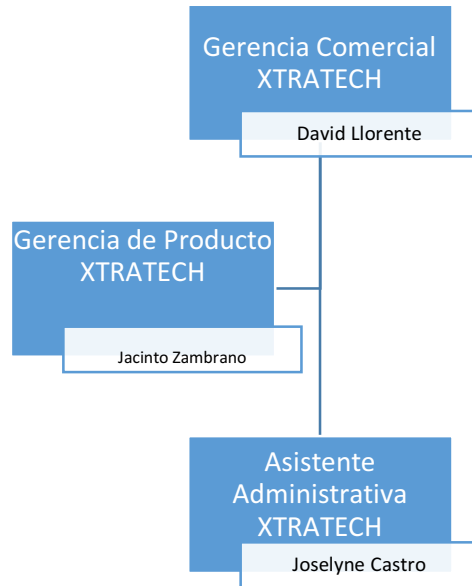 Gerencia Comercial
XTRATECH
David Llorente
Gerencia de Producto
XTRATECH
Jacinto Zambrano
Asistente
Administrativa
XTRATECH
Joselyne Castro